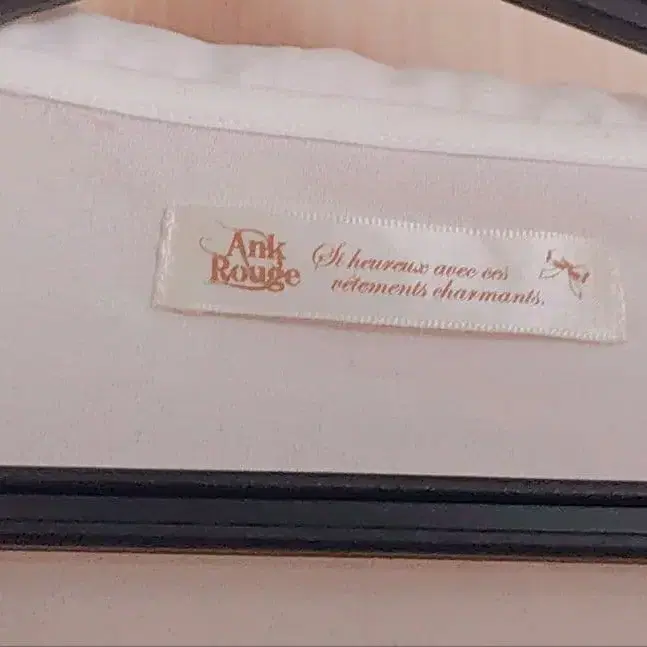 Ank
Rouge
Si heureux avec ces
vêtements charmants.